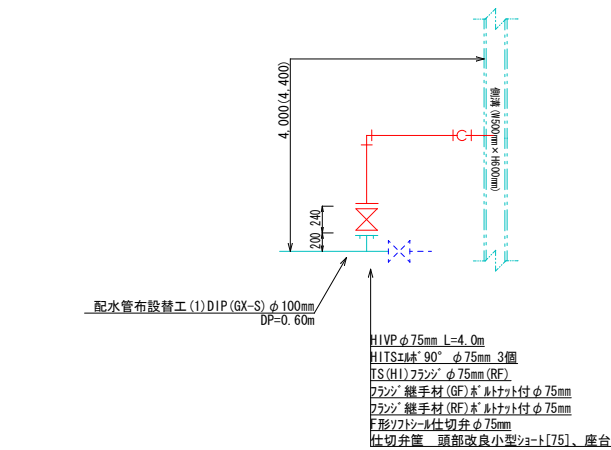 側溝 (W500mm × H600mm)
4,000(4,400)
240
200
配水管布設替工(1)DIP(GX-S)φ100mm
DP=0.60m
HIVPφ75mm L=4.0m
HITSエルボ90° φ75mm 3個
TS(HI)フランジφ75mm(RF)
フランジ継手材(GF)ボルトナット付φ75mm
フランジ継手材(RF)ボルトナット付φ75mm
F形ソフトシール仕切弁φ75mm
仕切弁筐 頭部改良小型ショート[75]、座台